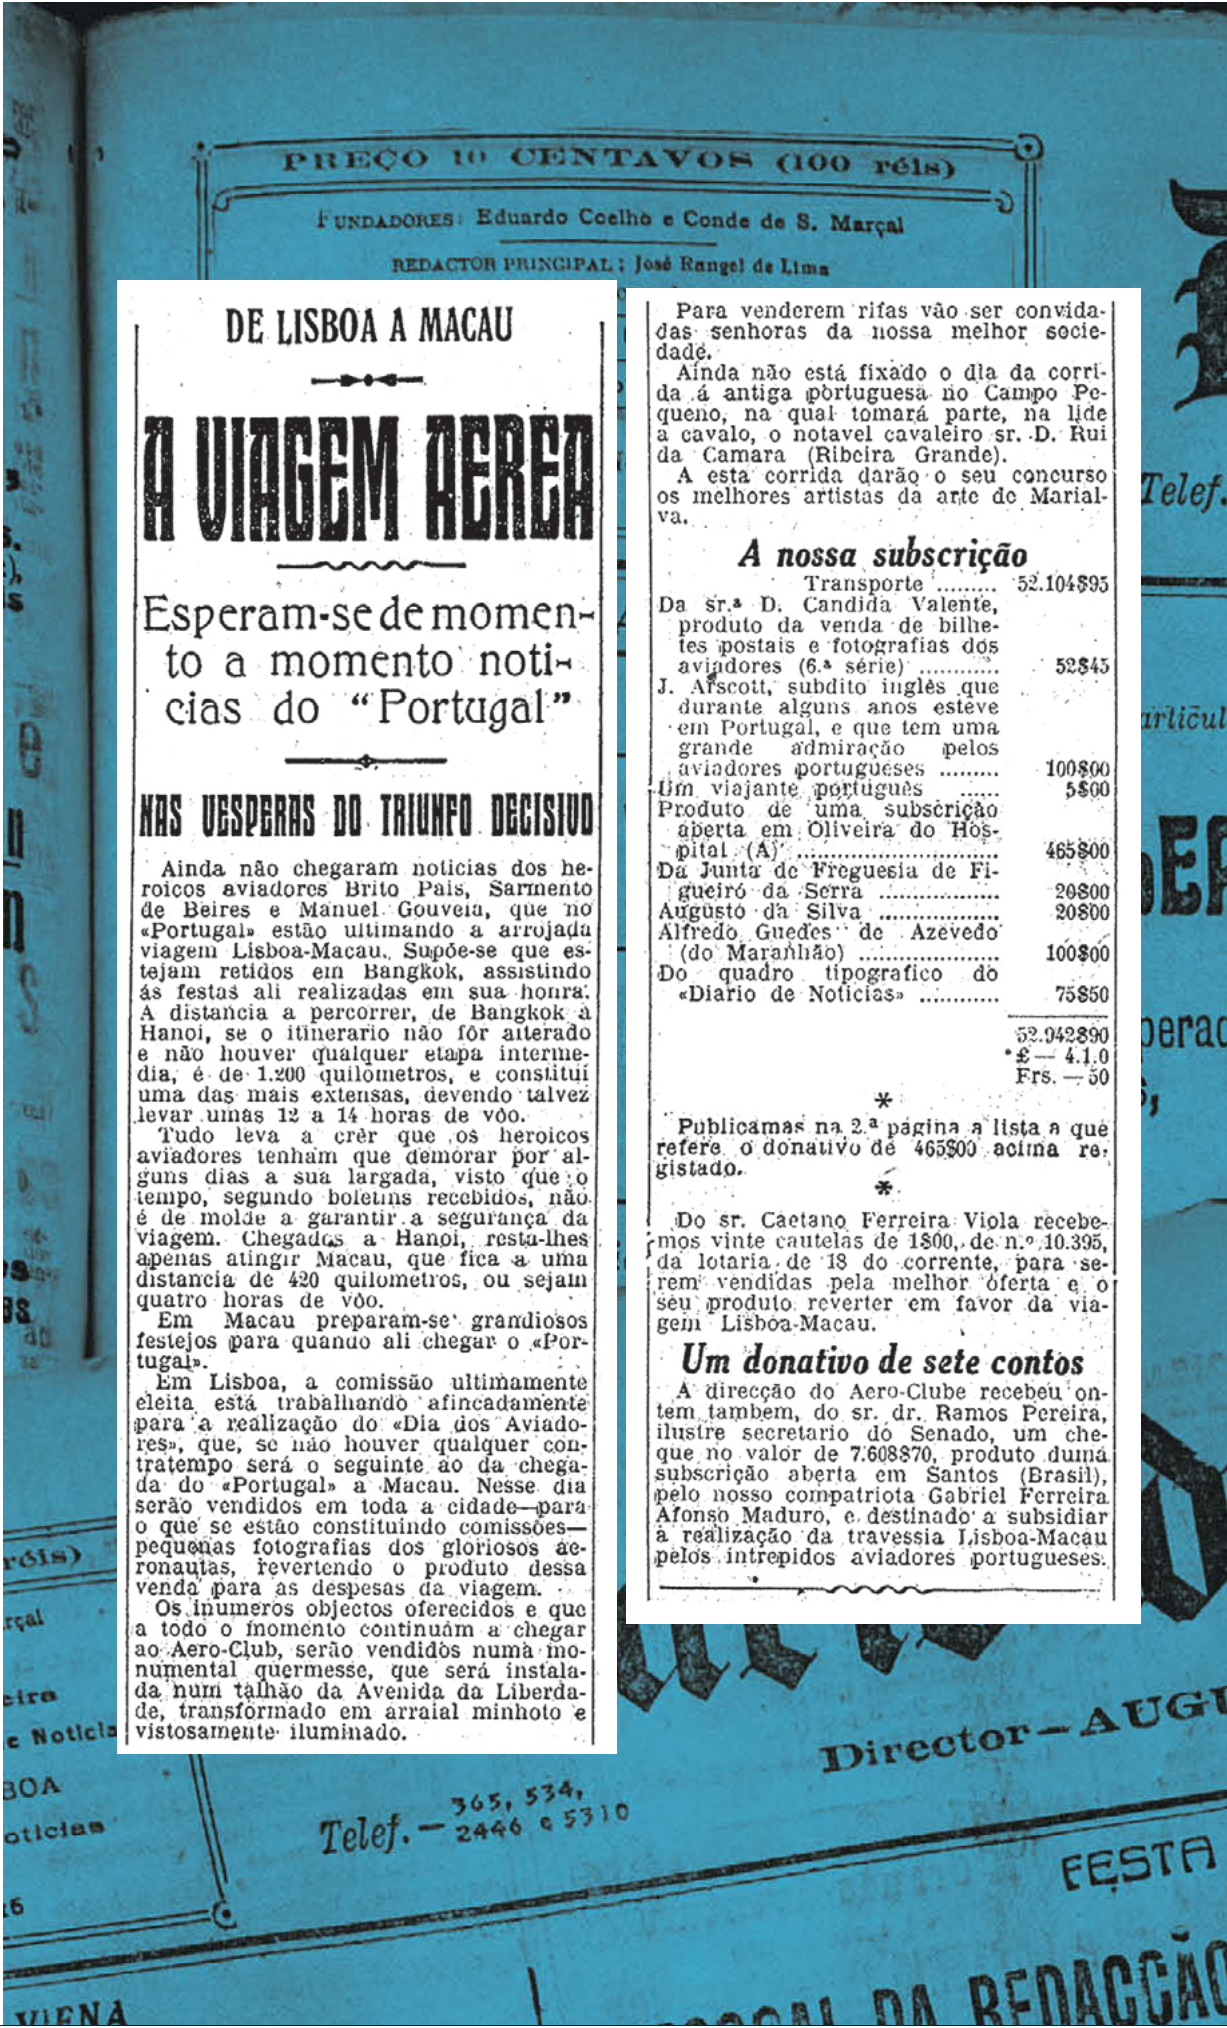 PREÇO 10 CENTAVOS (100 réis)
FUNDADORES: Eduardo Coelho e Conde de S. Marçal
REDACTOR PRINCIPAL: José Rangel de Lima
DE LISBOA A MACAU
A VIAGEM AEREA
Esperam-se de momen-
to a momento noti-
cias do "Portugal"
NAS VESPERAS DO TRIUNFO DECISIVO
Ainda não chegaram noticias dos he-
roicos aviadores Brito Pais, Sarmento
de Beires e Manuel Gouveia, que no
«Portugal» estão ultimando a arrojada
viagem Lisboa-Macau. Supõe-se que es-
tejam retidos em Bangkok, assistindo
ás festas ali realizadas em sua honra.
A distancia a percorrer, de Bangkok a
Hanoi, se o itinerario não fôr alterado
e não houver qualquer etapa interme-
dia, é de 1.200 quilometros, e constitui
uma das mais extensas, devendo talvez
levar umas 12 a 14 horas de vôo.
Tudo leva a crêr que os heroicos
aviadores tenham que demorar por al-
guns dias a sua largada, visto que o
tempo, segundo boletins recebidos, não
é de molde a garantir a segurança da
viagem. Chegados a Hanoi, resta-lhes
apenas atingir Macau, que fica a uma
distancia de 420 quilometros, ou sejam
quatro horas de vôo.
Em Macau preparam-se grandiosos
festejos para quando ali chegar o «Por-
tugal».
Em Lisboa, a comissão ultimamente
eleita está trabalhando afincadamente
para a realização do «Dia dos Aviado-
res», que, se não houver qualquer con-
tratempo será o seguinte ao da chega-
da do «Portugal» a Macau. Nesse dia
serão vendidos em toda a cidade—para
o que se estão constituindo comissões—
pequenas fotografias dos gloriosos ae-
ronautas, revertendo o produto dessa
venda para as despesas da viagem.
Os inumeros objectos oferecidos e que
a todo o momento continuam a chegar
ao Aero-Club, serão vendidos numa mo-
numental quermesse, que será instala-
da num talhão da Avenida da Liberda-
de, transformado em arraial minhoto e
vistosamente iluminado.
Para venderem rifas vão ser convida-
das senhoras da nossa melhor socie-
dade.
Ainda não está fixado o dia da corri-
da á antiga portuguesa no Campo Pe-
queno, na qual tomará parte, na lide
a cavalo, o notavel cavaleiro sr. D. Rui
da Camara (Ribeira Grande).
A esta corrida darão o seu concurso
os melhores artistas da arte de Marial-
va.
A nossa subscrição
Transporte ......... 52.104$95
Da sr.ª D. Candida Valente,
produto da venda de bilhe-
tes postais e fotografias dos
aviadores (6.ª série) ........... 52$45
J. Arscott, subdito inglês que
durante alguns anos esteve
em Portugal, e que tem uma
grande admiração pelos
aviadores portugueses ......... 100$00
Um viajante português ...... 5$00
Produto de uma subscrição
aberta em Oliveira do Hos-
pital (A) ............................ 465$00
Da Junta de Freguesia de Fi-
gueiró da Serra ................. 20$00
Augusto da Silva ................. 20$00
Alfredo Guedes de Azevedo
(do Maranhão) .................... 100$00
Do quadro tipografico do
«Diario de Noticias» ........... 75$50
52.942$90
£ — 4.1.0
Frs. — 50
*
Publicamas na 2.ª página a lista a que
refere o donativo de 465$00 acima re-
gistado.
*
Do sr. Caetano Ferreira Viola recebe-
mos vinte cautelas de 1$00, de n.º 10.395,
da lotaria de 18 do corrente, para se-
rem vendidas pela melhor oferta e o
seu produto reverter em favor da via-
gem Lisboa-Macau.
Um donativo de sete contos
A direcção do Aero-Clube recebeu on-
tem tambem, do sr. dr. Ramos Pereira,
ilustre secretario do Senado, um che-
que no valor de 7.608$70, produto duma
subscrição aberta em Santos (Brasil),
pelo nosso compatriota Gabriel Ferreira
Afonso Maduro, e destinado a subsidiar
a realização da travessia Lisboa-Macau
pelos intrepidos aviadores portugueses.
Telef.
réis)
Director—AUGU
BOA
oticias
Telef. — 365, 534,
2446 e 5310
FESTA
VIENA
DA REDACÇÃO